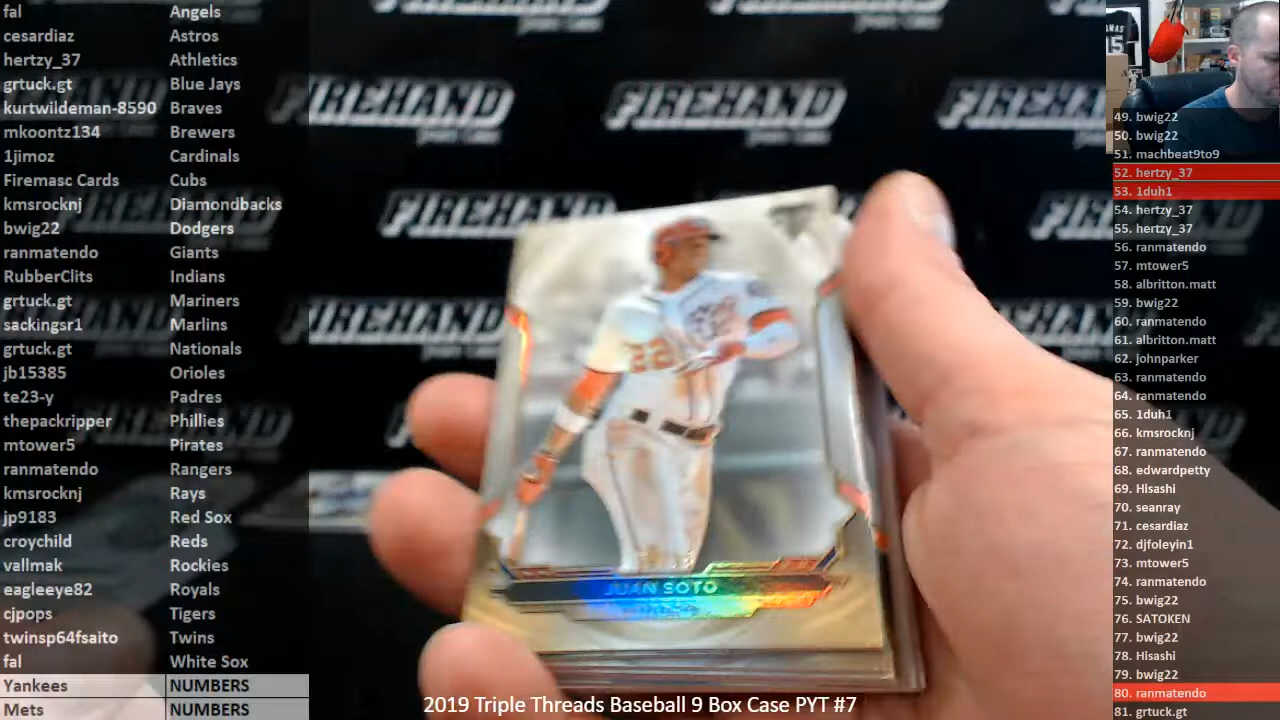 fal Angels
cesardiaz Astros
hertzy_37 Athletics
grtuck.gt Blue Jays
kurtwildeman-8590 Braves
mkoontz134 Brewers
1jimoz Cardinals
Firemasc Cards Cubs
kmsrocknj Diamondbacks
bwig22 Dodgers
ranmatendo Giants
RubberClits Indians
grtuck.gt Mariners
sackingsr1 Marlins
grtuck.gt Nationals
jb15385 Orioles
te23-y Padres
thepackripper Phillies
mtower5 Pirates
ranmatendo Rangers
kmsrocknj Rays
jp9183 Red Sox
croychild Reds
vallmak Rockies
eagleeye82 Royals
cjpops Tigers
twinsp64fsaito Twins
fal White Sox
Yankees NUMBERS
Mets NUMBERS
FIREHAND
FIREHAND
FIREHAND
FIREHAND
FIREHAND
22
JUAN SOTO
2019 Triple Threads Baseball 9 Box Case PYT #7
15
49. bwig22
50. bwig22
51. machbeat9to9
52. hertzy_37
53. 1duh1
54. hertzy_37
55. hertzy_37
56. ranmatendo
57. mtower5
58. albritton.matt
59. bwig22
60. ranmatendo
61. albritton.matt
62. johnparker
63. ranmatendo
64. ranmatendo
65. 1duh1
66. kmsrocknj
67. ranmatendo
68. edwardpetty
69. Hisashi
70. seanray
71. cesardiaz
72. djfoleyin1
73. mtower5
74. ranmatendo
75. bwig22
76. SATOKEN
77. bwig22
78. Hisashi
79. bwig22
80. ranmatendo
81. grtuck.gt